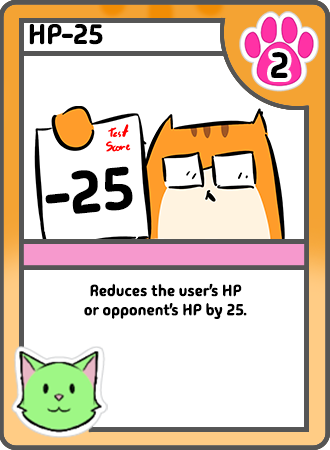 HP-25
2
Test
Score
-25
Reduces the user's HP
or opponent's HP by 25.